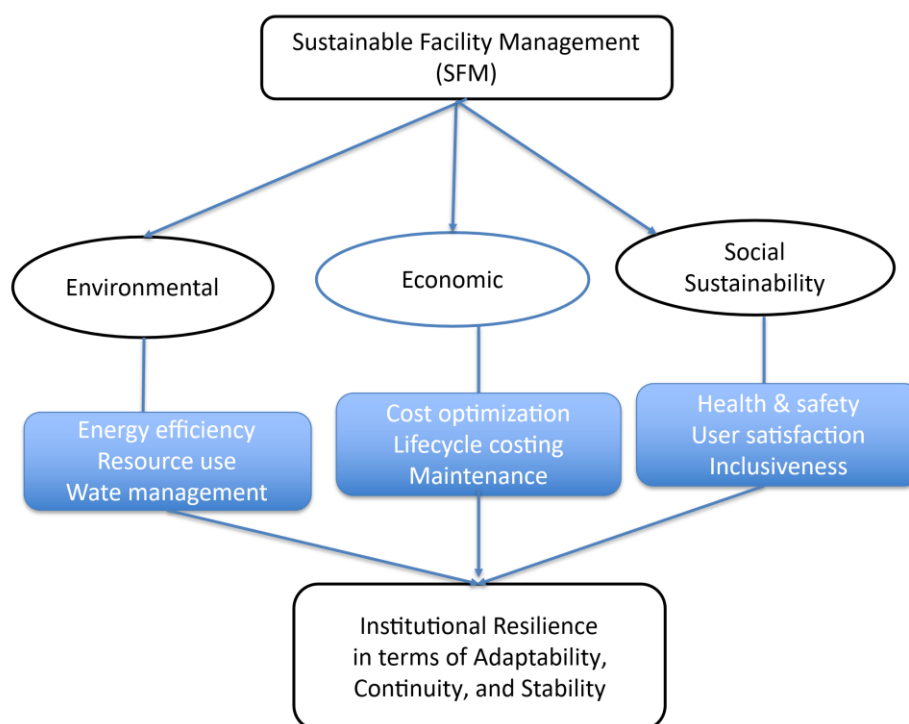 Sustainable Facility Management
(SFM)
Environmental
Economic
Social
Sustainability
Energy efficiency
Resource use
Wate management
Cost optimization
Lifecycle costing
Maintenance
Health & safety
User satisfaction
Inclusiveness
Institutional Resilience
in terms of Adaptability,
Continuity, and Stability